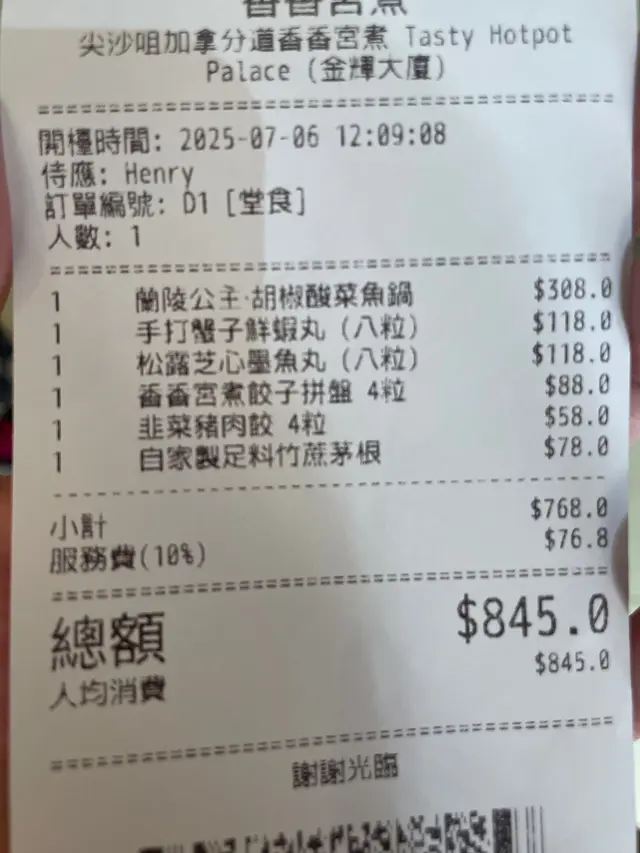 香香宮煮
尖沙咀加拿分道香香宮煮 Tasty Hotpot
Palace (金輝大廈)
開檯時間: 2025-07-06 12:09:08
侍應: Henry
訂單編號: D1 [堂食]
人數: 1
1 蘭陵公主·胡椒酸菜魚鍋 $308.0
1 手打蟹子鮮蝦丸 (八粒) $118.0
1 松露芝心墨魚丸 (八粒) $118.0
1 香香宮煮餃子拼盤 4粒 $88.0
1 韭菜豬肉餃 4粒 $58.0
1 自家製足料竹蔗茅根 $78.0
小計 $768.0
服務費(10%) $76.8
總額 $845.0
人均消費 $845.0
謝謝光臨